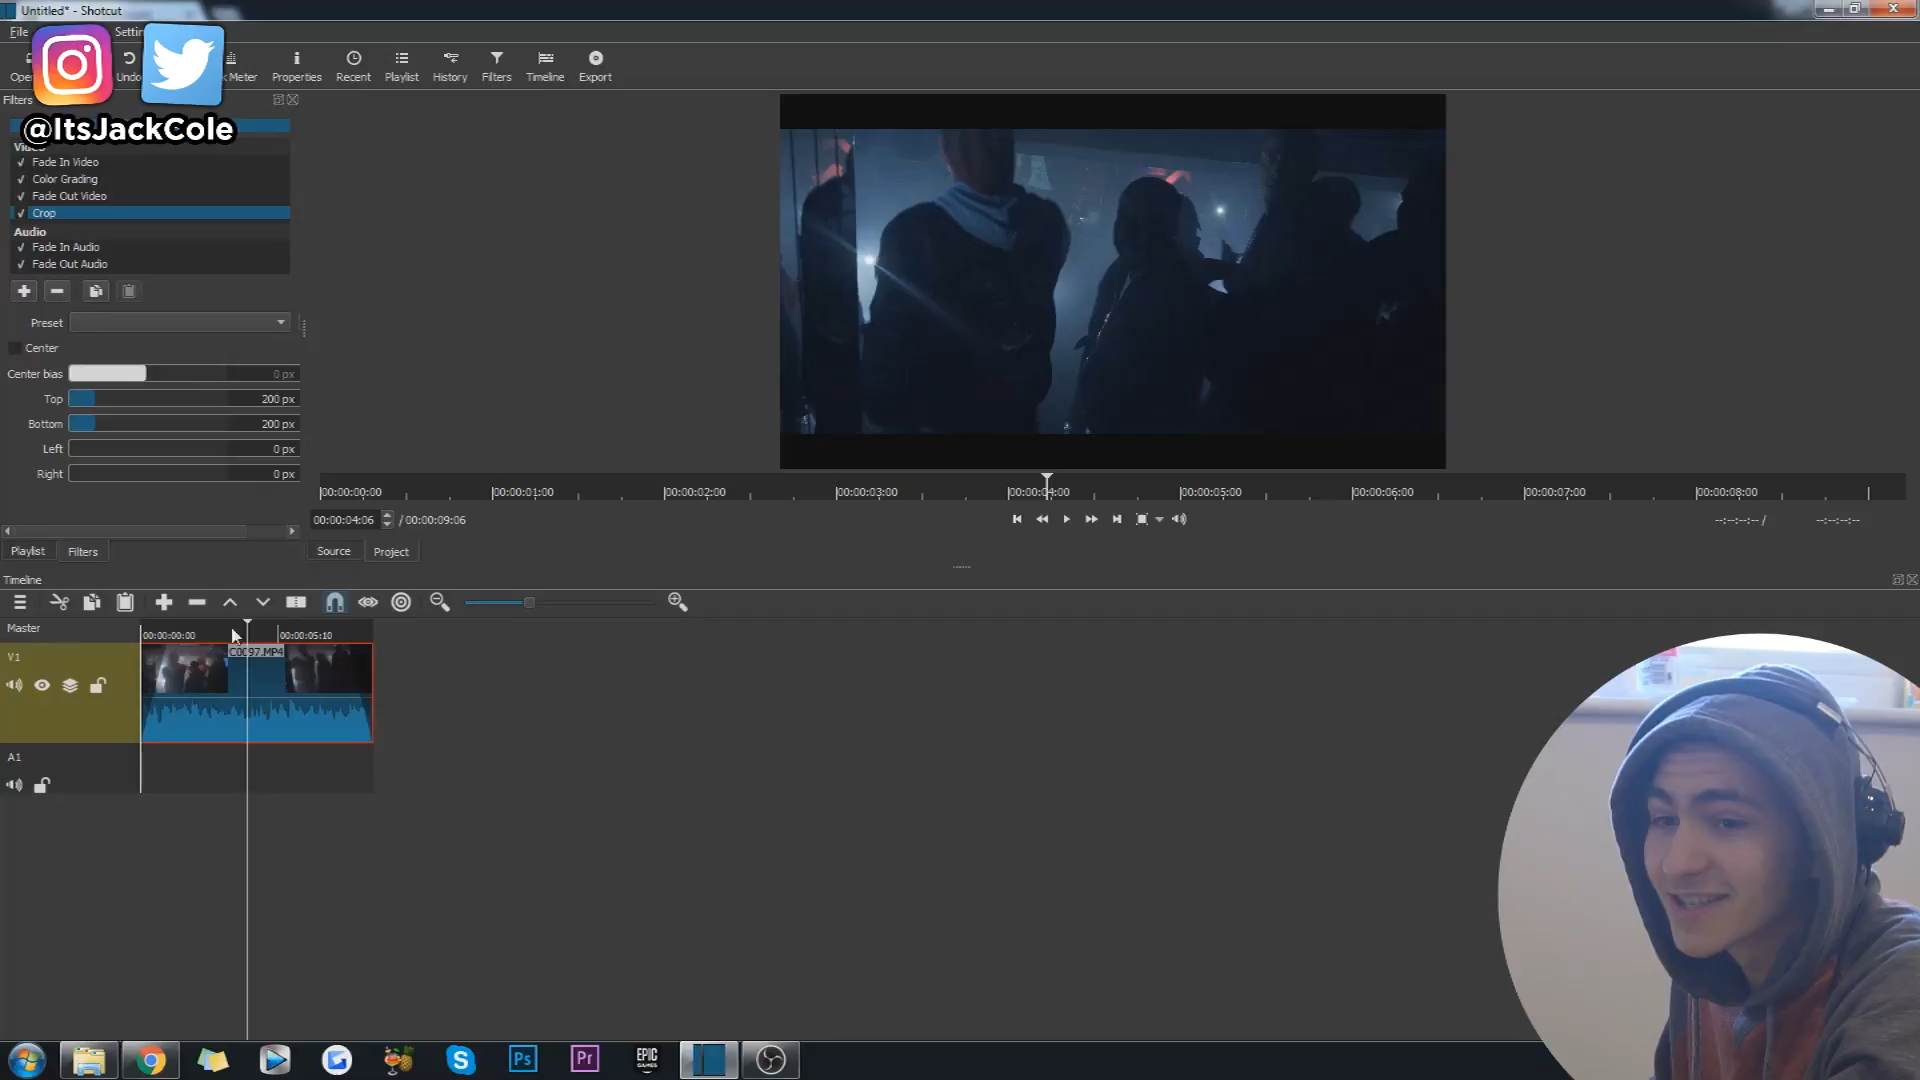 Untitled* - Shotcut
File
Undo
Properties Recent Playlist History Filters Timeline Export
Filters
@ItsJackCole
Fade In Video
Color Grading
Fade Out Video
Crop
Audio
Fade In Audio
Fade Out Audio
Preset
Center
Center bias 0 px
Top 200 px
Bottom 200 px
Left 0 px
Right 0 px
00:00:00:00 00:00:01:00 00:00:02:00 00:00:03:00 00:00:04:00 00:00:05:00 00:00:06:00 00:00:07:00 00:00:08:00
00:00:04:06 / 00:00:09:06 --:--:--:-- / --:--:--:--
Playlist Filters Source Project
Timeline
Master
00:00:00:00 00:00:05:10
V1
C0097.MP4
A1
S Ps Pr EPIC GAMES